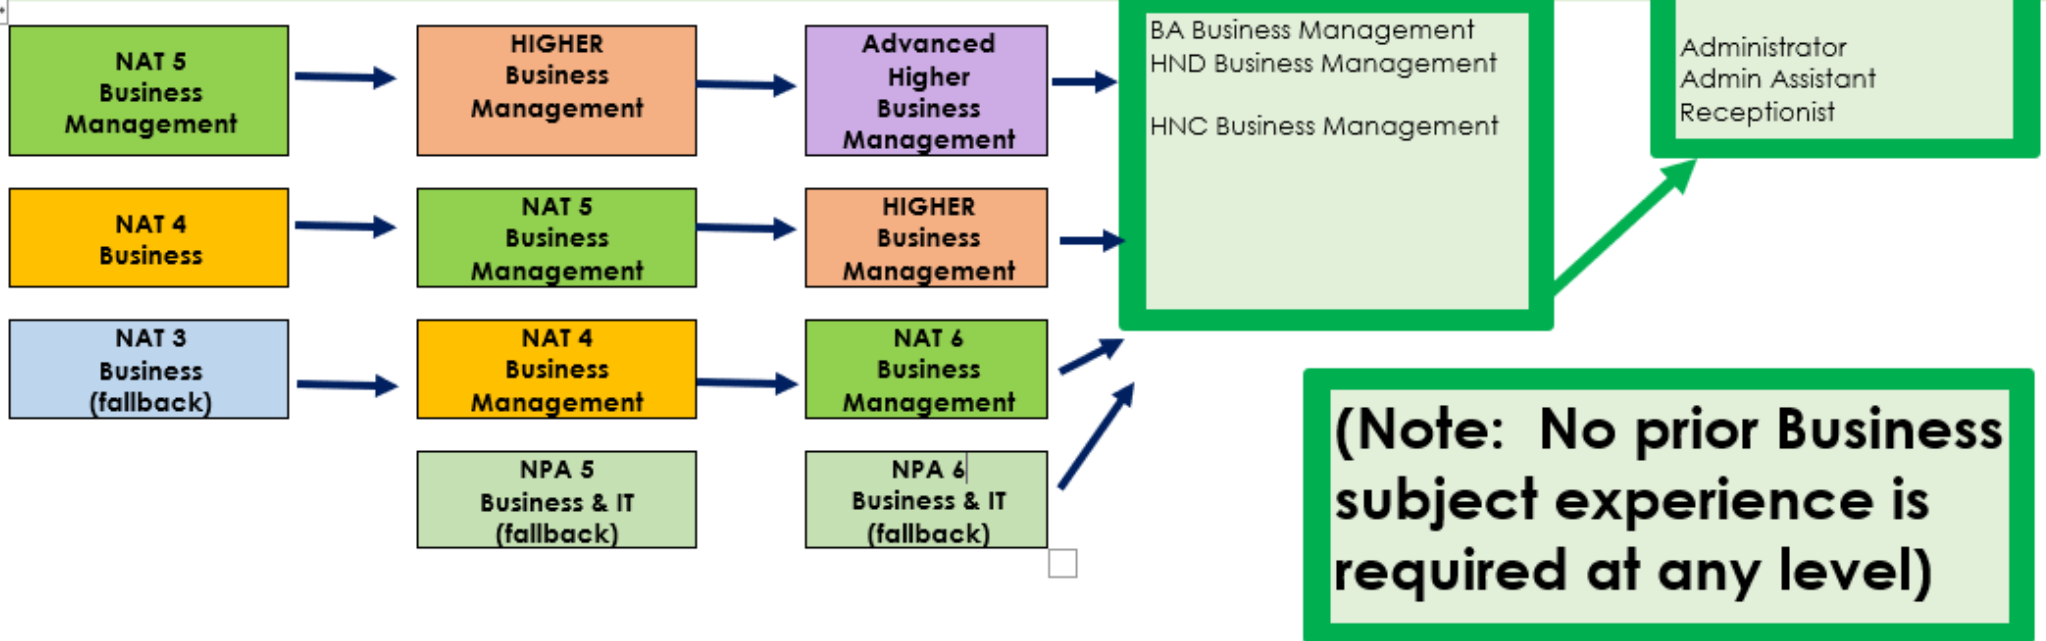 NAT 5
Business
Management
HIGHER
Business
Management
Advanced
Higher
Business
Management
BA Business Management
HND Business Management
HNC Business Management
Administrator
Admin Assistant
Receptionist
NAT 4
Business
NAT 5
Business
Management
HIGHER
Business
Management
NAT 3
Business
(fallback)
NAT 4
Business
Management
NAT 6
Business
Management
NPA 5
Business & IT
(fallback)
NPA 6
Business & IT
(fallback)
(Note:  No prior Business
subject experience is
required at any level)